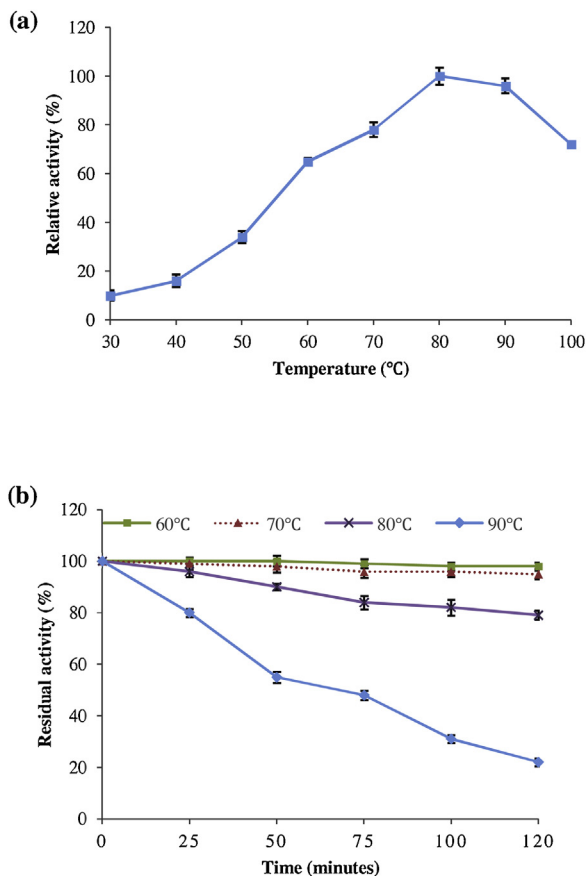 (a)
120
100
80
60
40
20
0
Relative activity (%)
30 40 50 60 70 80 90 100
Temperature (℃)
(b)
60℃ 70℃ 80℃ 90℃
120
100
80
60
40
20
0
Residual activity (%)
0 25 50 75 100 120
Time (minutes)